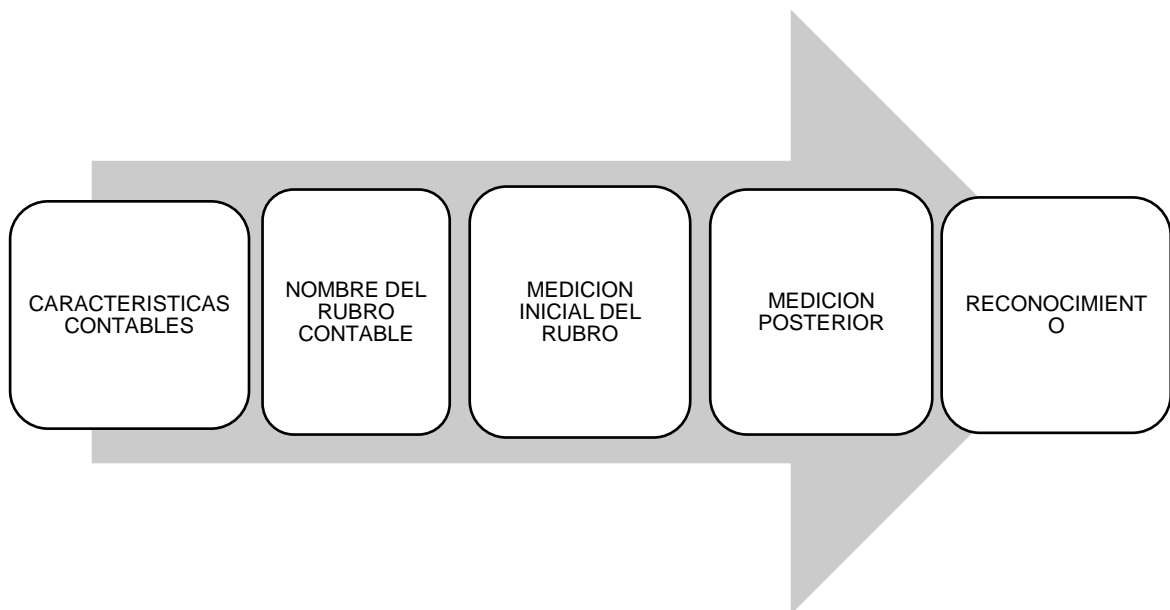 CARACTERISTICAS
CONTABLES
NOMBRE DEL
RUBRO
CONTABLE
MEDICION
INICIAL DEL
RUBRO
MEDICION
POSTERIOR
RECONOCIMIENT
O